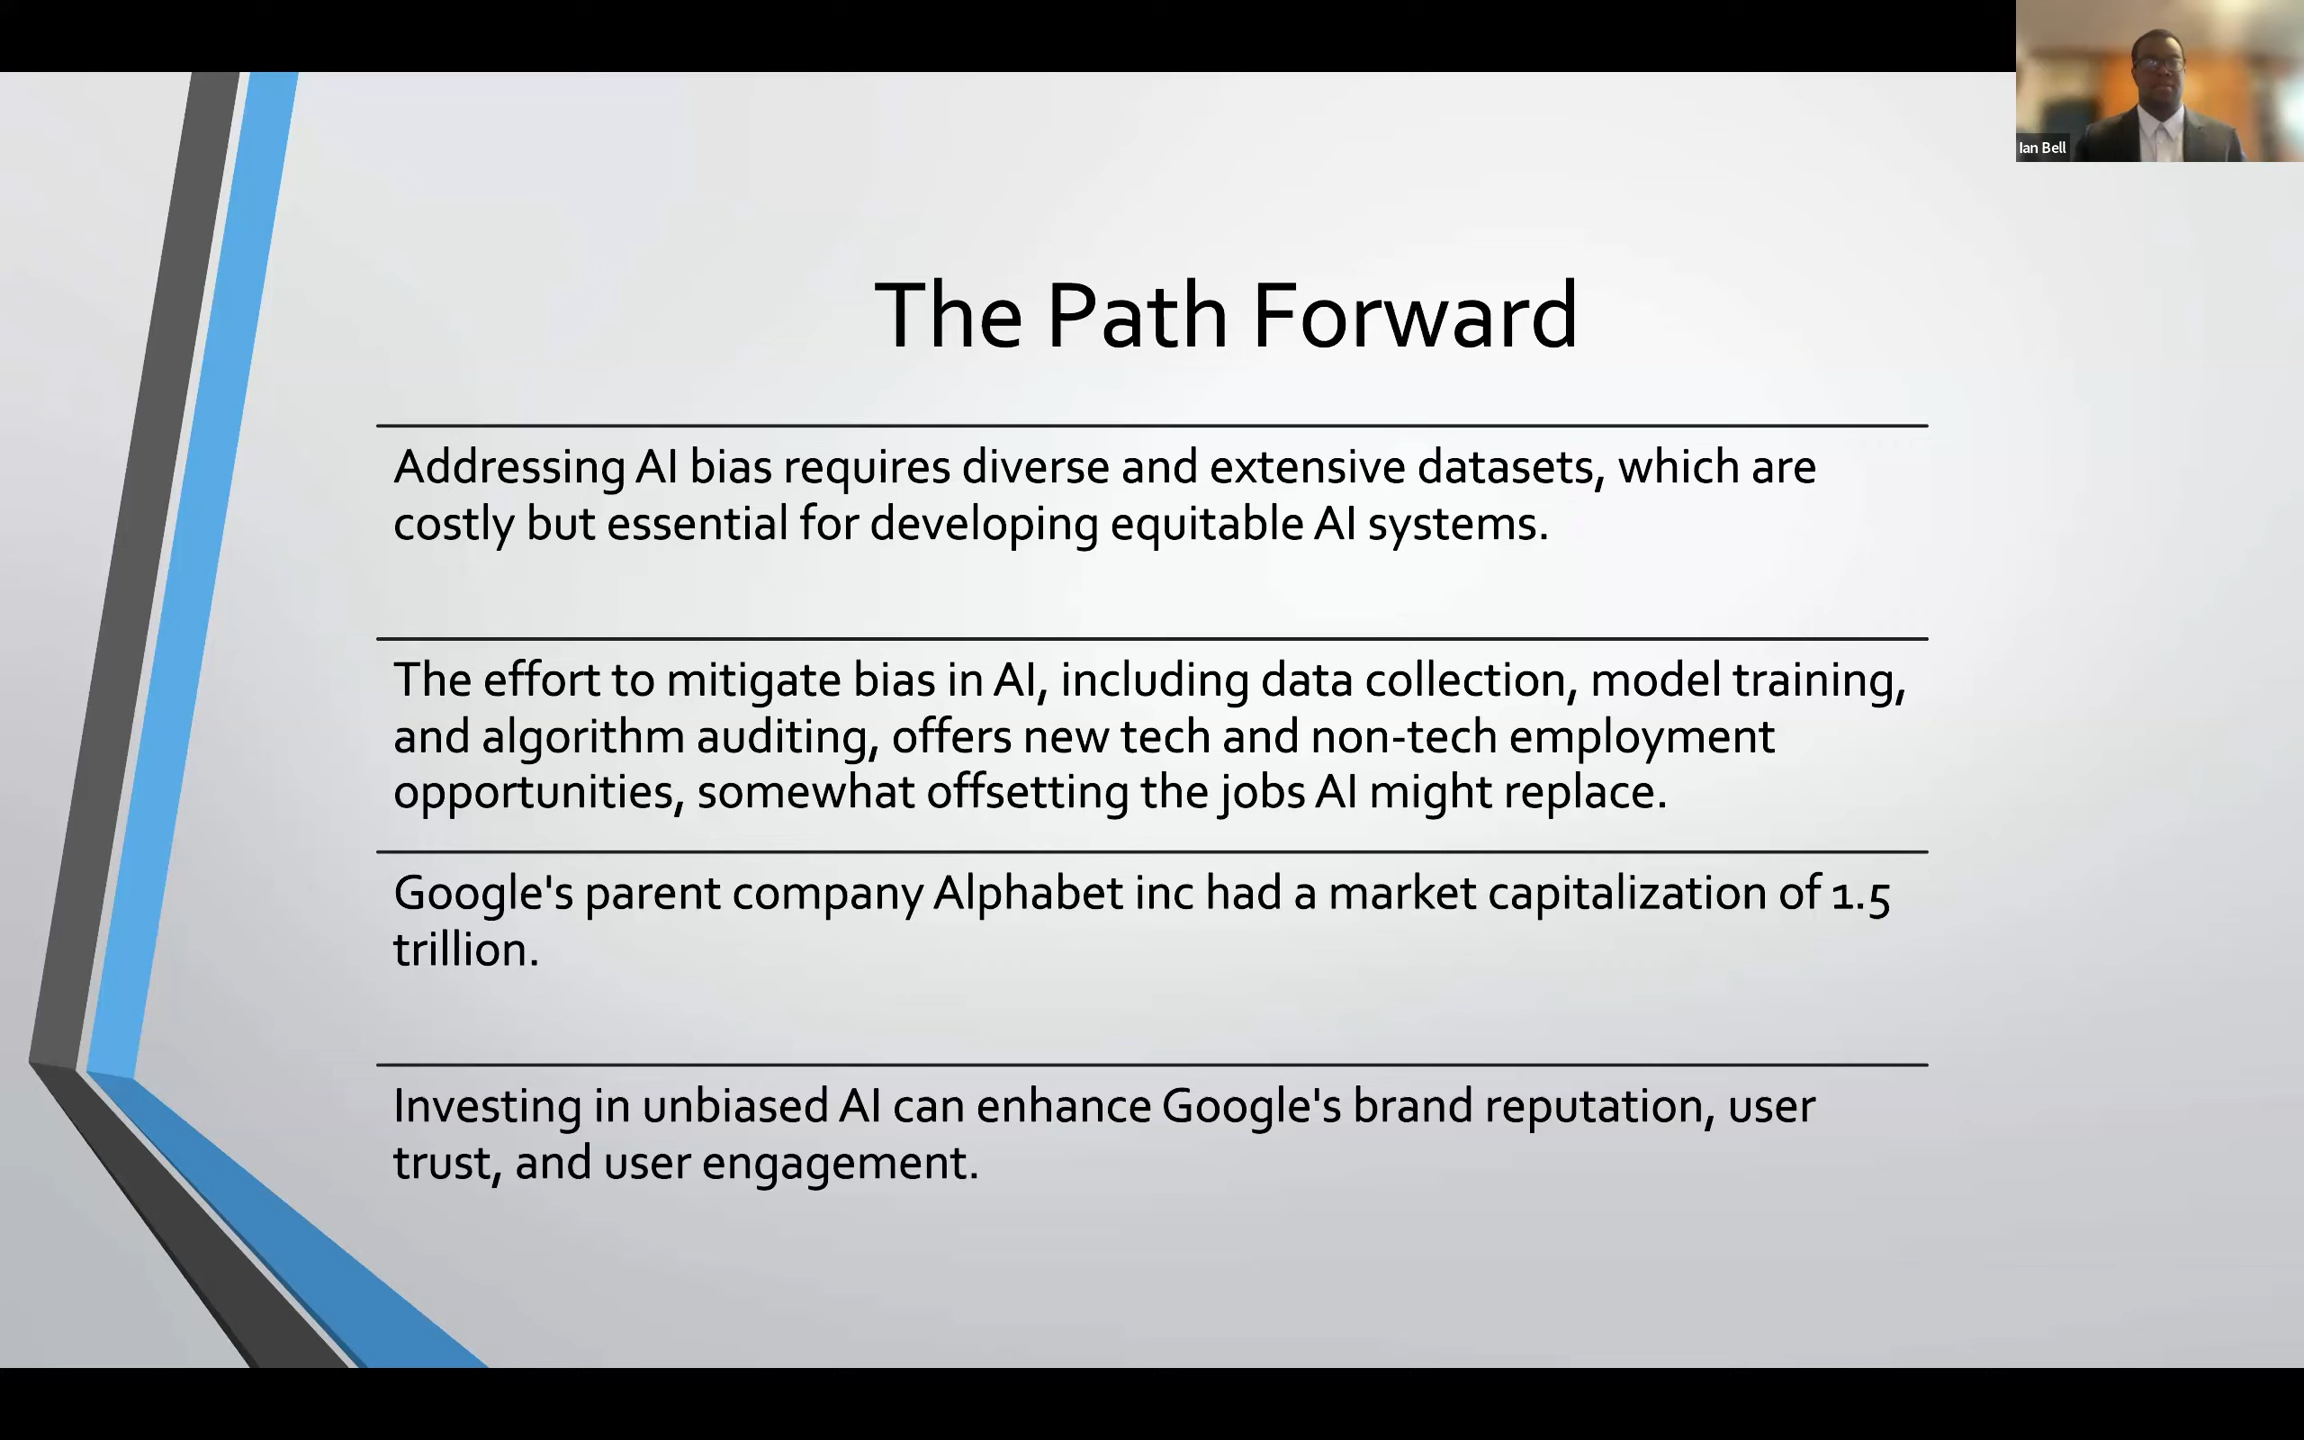 Ian Bell
The Path Forward
Addressing AI bias requires diverse and extensive datasets, which are
costly but essential for developing equitable AI systems.
The effort to mitigate bias in AI, including data collection, model training,
and algorithm auditing, offers new tech and non-tech employment
opportunities, somewhat offsetting the jobs AI might replace.
Google's parent company Alphabet inc had a market capitalization of 1.5
trillion.
Investing in unbiased AI can enhance Google's brand reputation, user
trust, and user engagement.